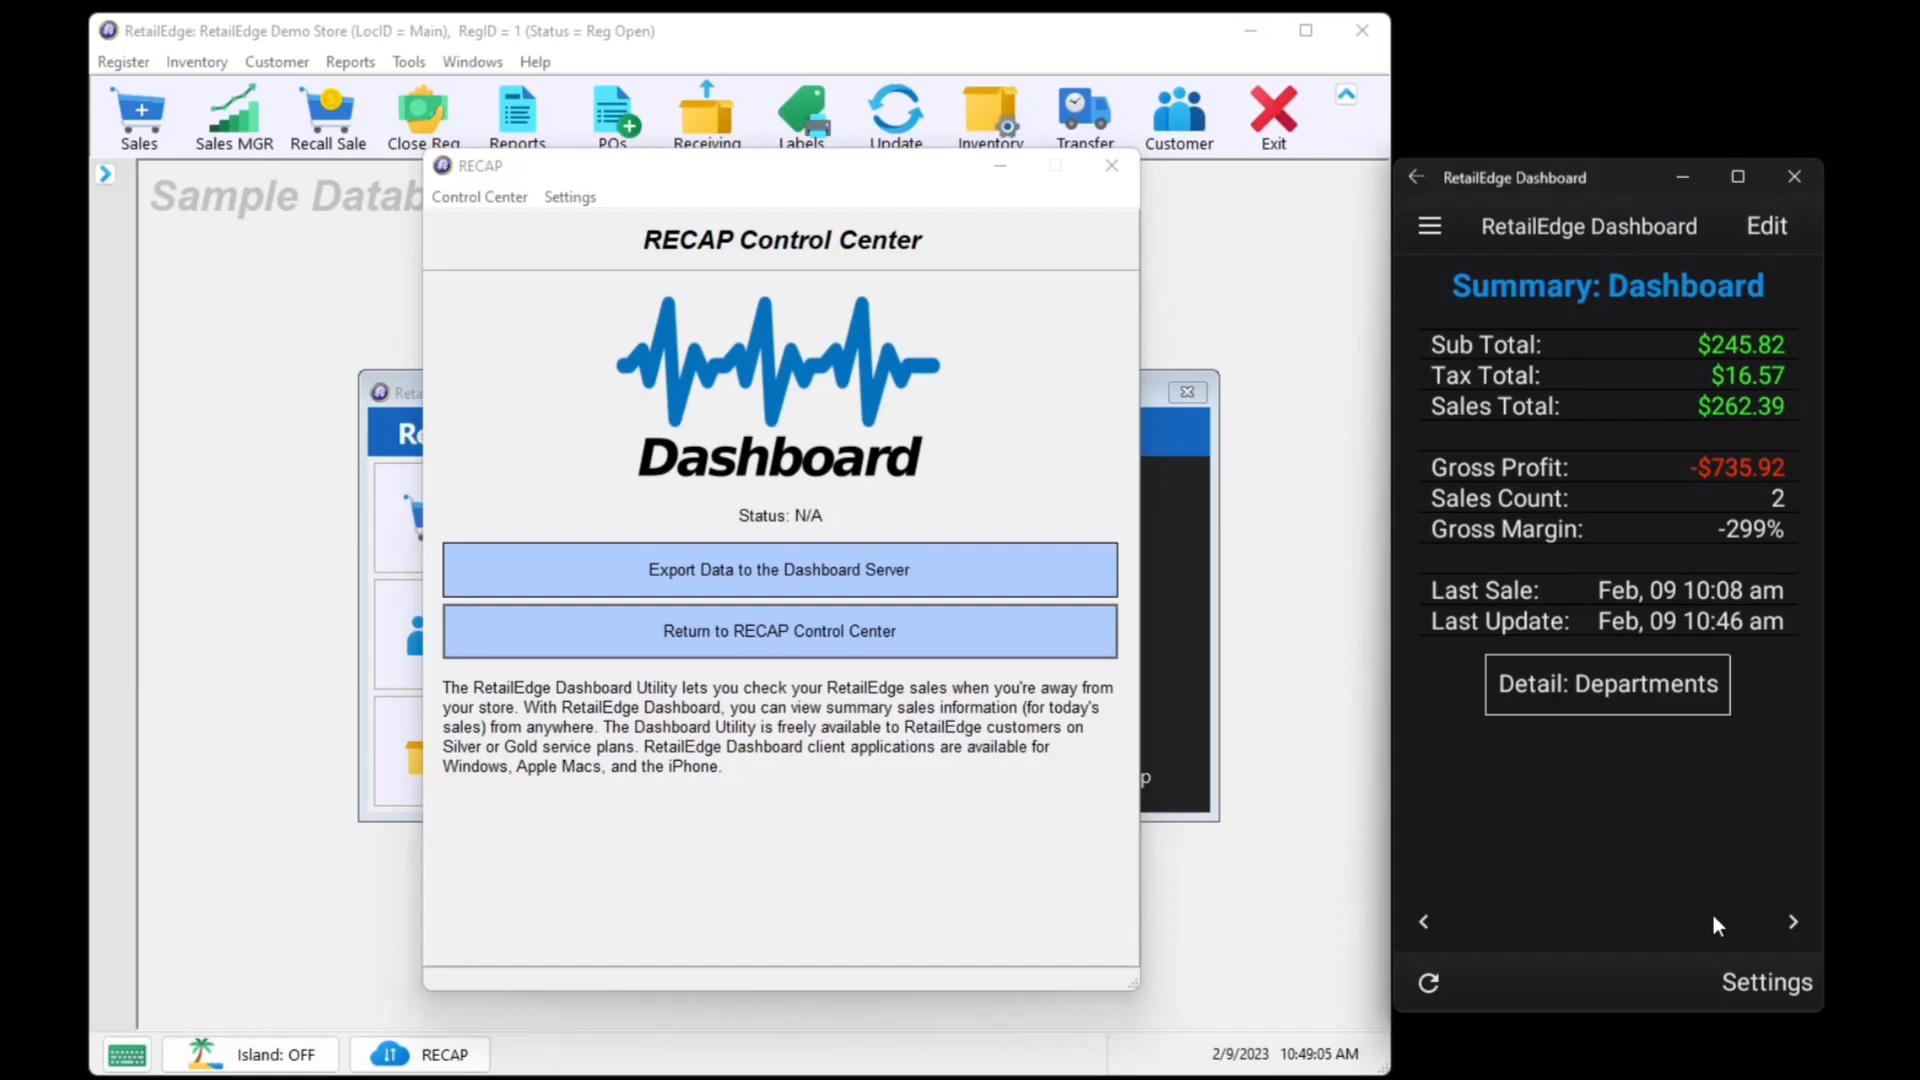 RetailEdge: RetailEdge Demo Store (LocID = Main), RegID = 1 (Status = Reg Open)
Register Inventory Customer Reports Tools Windows Help
Sales Sales MGR Recall Sale Close Reg Reports POs Receiving Labels Update Inventory Transfer Customer Exit
Sample Datab
RECAP
Control Center Settings
RECAP Control Center
Dashboard
Status: N/A
Export Data to the Dashboard Server
Return to RECAP Control Center
The RetailEdge Dashboard Utility lets you check your RetailEdge sales when you're away from
your store. With RetailEdge Dashboard, you can view summary sales information (for today's
sales) from anywhere. The Dashboard Utility is freely available to RetailEdge customers on
Silver or Gold service plans. RetailEdge Dashboard client applications are available for
Windows, Apple Macs, and the iPhone.
Reta
Re
p
Island: OFF
RECAP
2/9/2023 10:49:05 AM
RetailEdge Dashboard
RetailEdge Dashboard Edit
Summary: Dashboard
Sub Total: $245.82
Tax Total: $16.57
Sales Total: $262.39
Gross Profit: -$735.92
Sales Count: 2
Gross Margin: -299%
Last Sale: Feb, 09 10:08 am
Last Update: Feb, 09 10:46 am
Detail: Departments
Settings